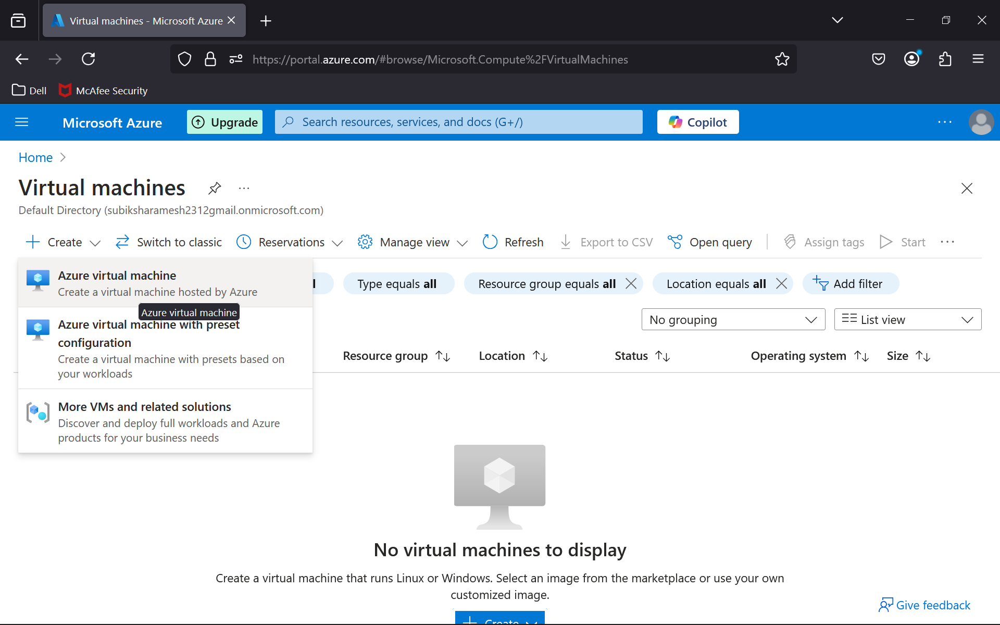 Virtual machines - Microsoft Azure
https://portal.azure.com/#browse/Microsoft.Compute%2FVirtualMachines
Dell
McAfee Security
Microsoft Azure
Upgrade
Search resources, services, and docs (G+/)
Copilot
Home
Virtual machines
Default Directory (subiksharamesh2312gmail.onmicrosoft.com)
Create
Switch to classic
Reservations
Manage view
Refresh
Export to CSV
Open query
Assign tags
Start
Azure virtual machine
Create a virtual machine hosted by Azure
Azure virtual machine
Azure virtual machine with preset
configuration
Create a virtual machine with presets based on
your workloads
More VMs and related solutions
Discover and deploy full workloads and Azure
products for your business needs
Type equals all
Resource group equals all
Location equals all
Add filter
No grouping
List view
Resource group
Location
Status
Operating system
Size
No virtual machines to display
Create a virtual machine that runs Linux or Windows. Select an image from the marketplace or use your own
customized image.
Create
Give feedback